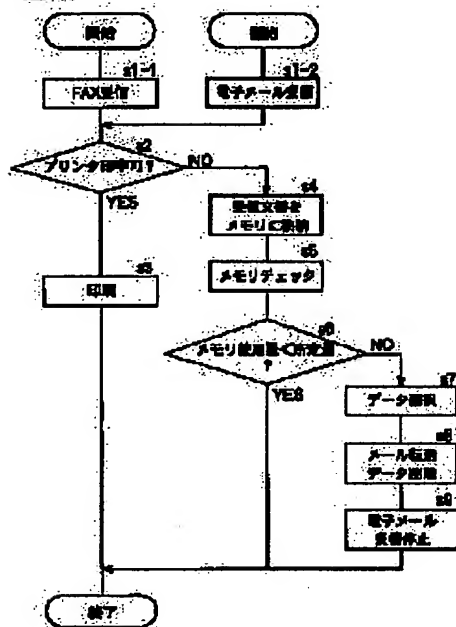 開始
開始
s1-1
s1-2
FAX受信
電子メール受信
s2
プリンタ印字可?
NO
YES
s4
受信文書を
メモリに格納
s3
印刷
s5
メモリチェック
s6
メモリ使用量<所定量
?
NO
YES
s7
データ選択
s8
メール転送
データ削除
s9
電子メール
受信停止
終了